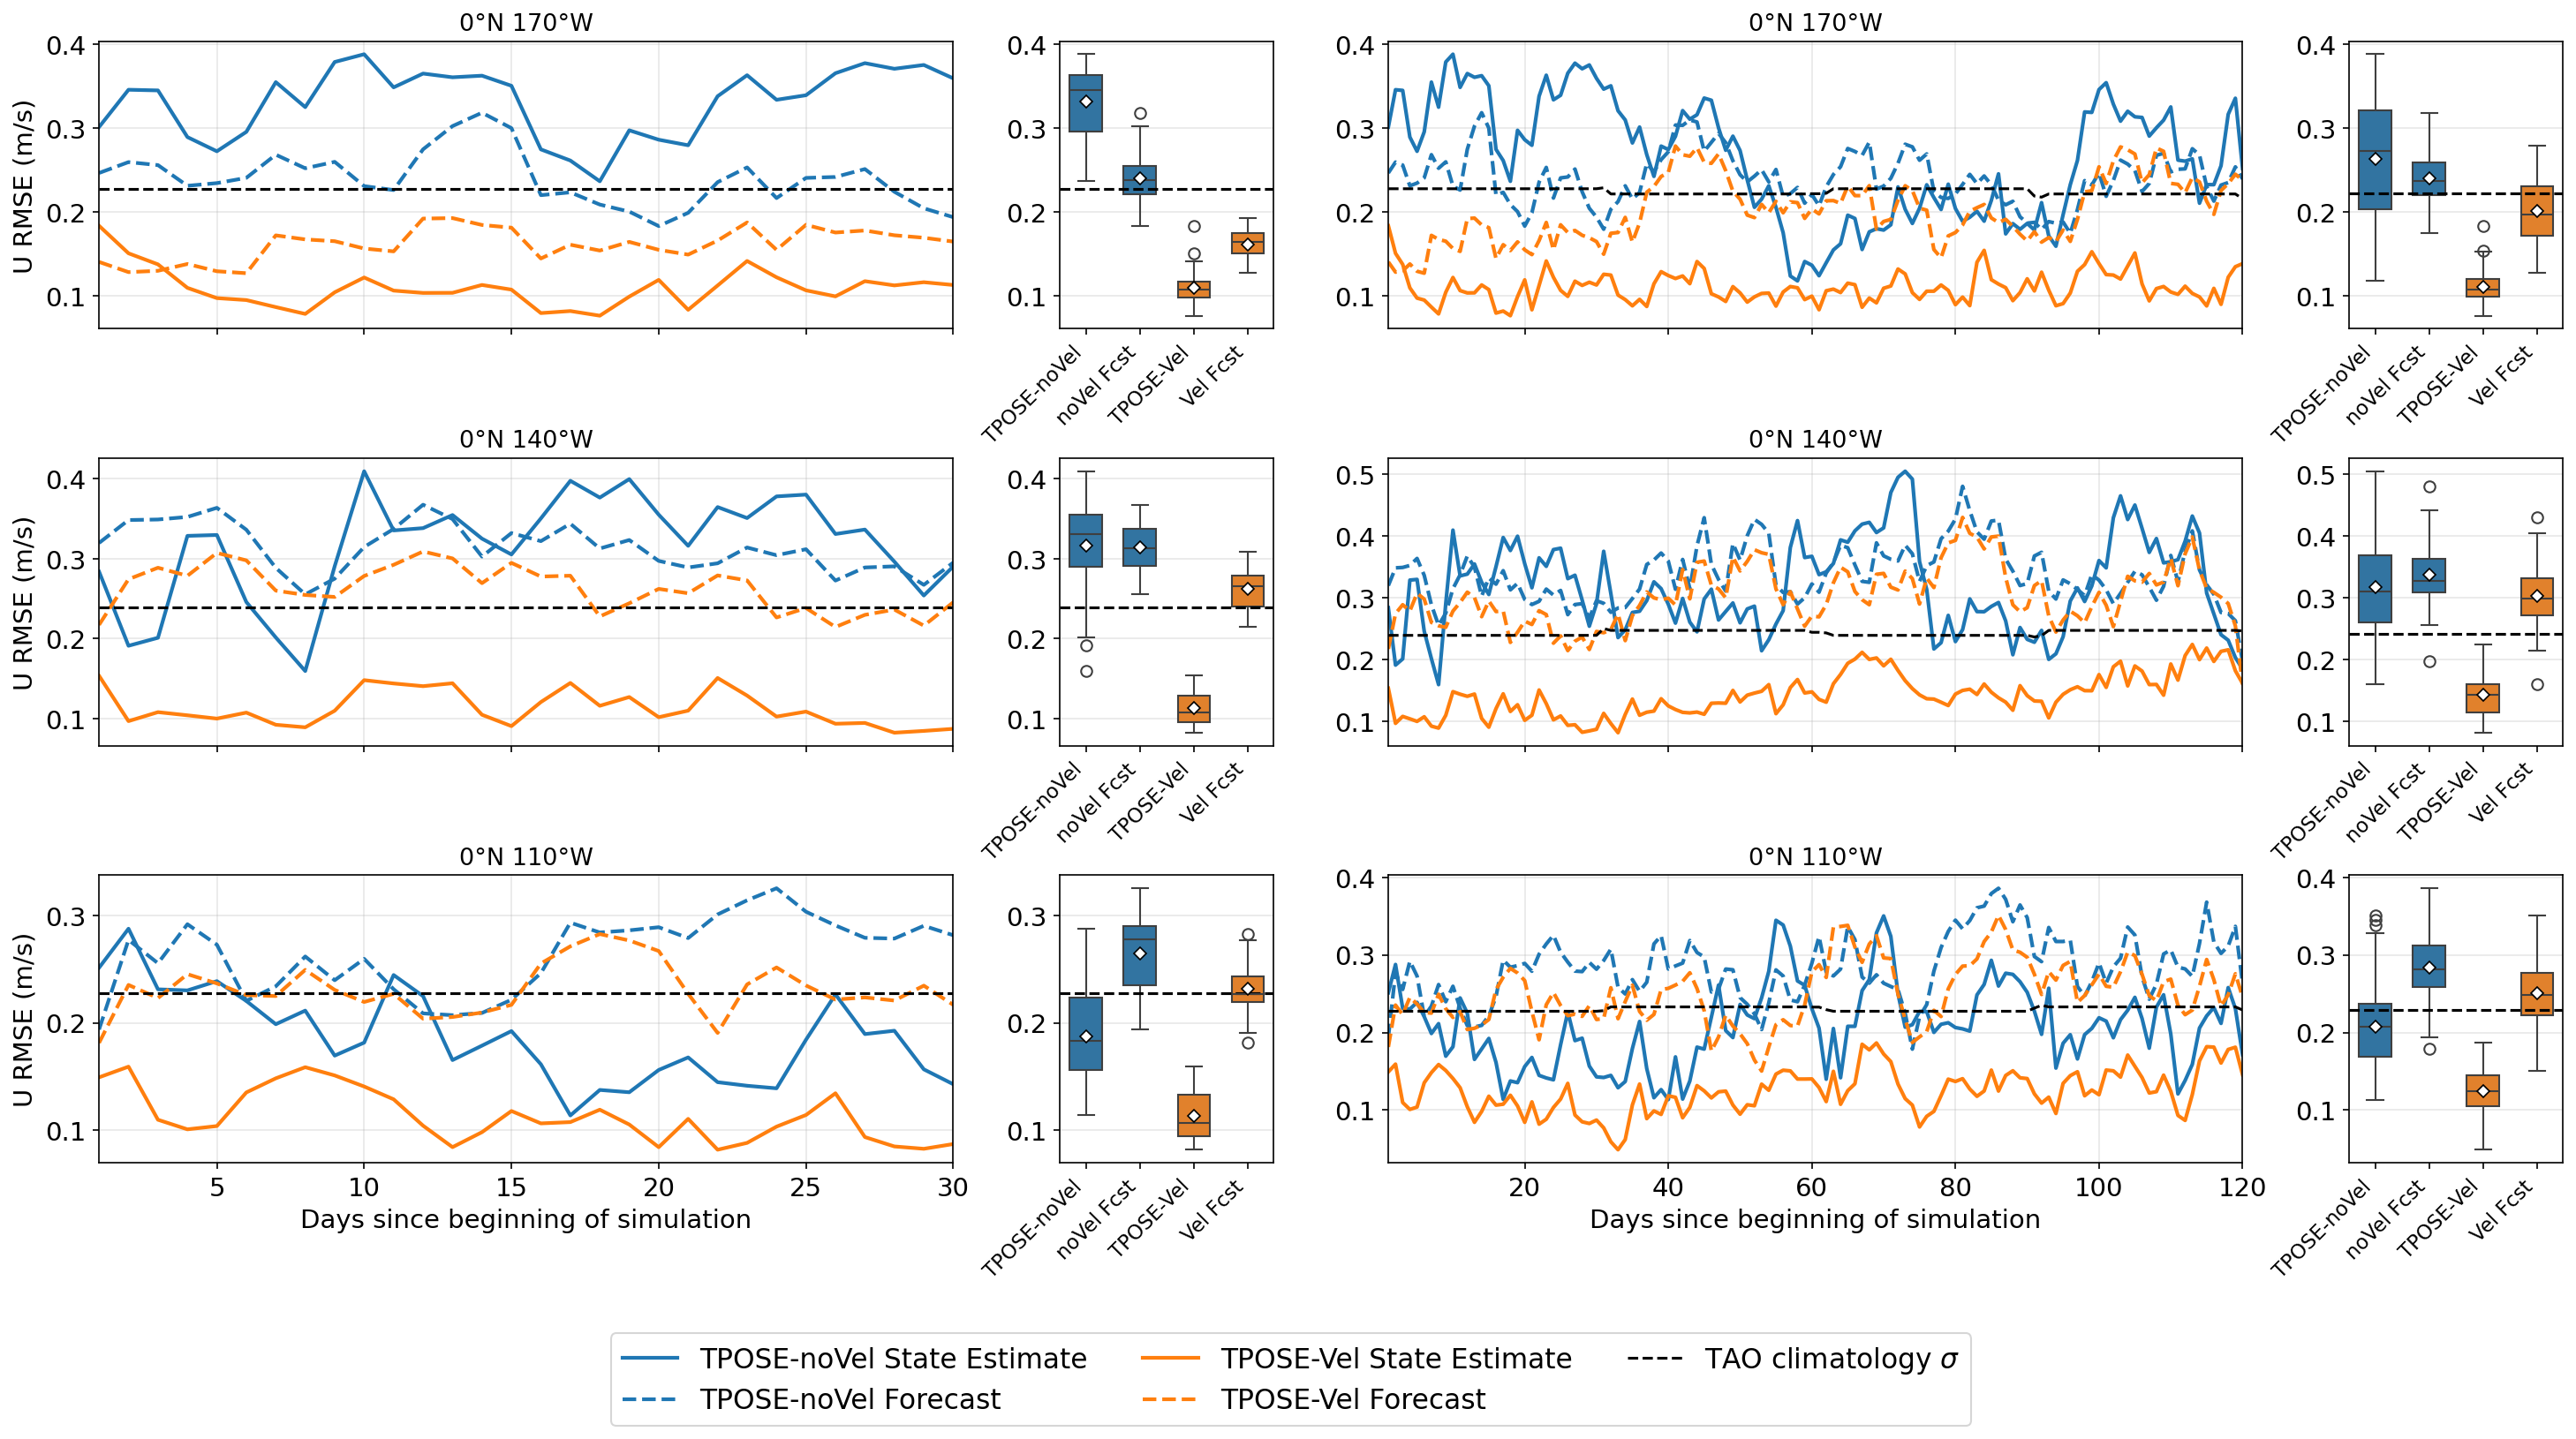 0°N 170°W
U RMSE (m/s)
0.4
0.3
0.2
0.1
0.4
0.3
0.2
0.1
TPOSE-noVel
noVel Fcst
TPOSE-Vel
Vel Fcst
0°N 170°W
0.4
0.3
0.2
0.1
0.4
0.3
0.2
0.1
TPOSE-noVel
noVel Fcst
TPOSE-Vel
Vel Fcst
0°N 140°W
U RMSE (m/s)
0.4
0.3
0.2
0.1
0.4
0.3
0.2
0.1
TPOSE-noVel
noVel Fcst
TPOSE-Vel
Vel Fcst
0°N 140°W
0.5
0.4
0.3
0.2
0.1
0.5
0.4
0.3
0.2
0.1
TPOSE-noVel
noVel Fcst
TPOSE-Vel
Vel Fcst
0°N 110°W
U RMSE (m/s)
0.3
0.2
0.1
5 10 15 20 25 30
Days since beginning of simulation
0.3
0.2
0.1
TPOSE-noVel
noVel Fcst
TPOSE-Vel
Vel Fcst
0°N 110°W
0.4
0.3
0.2
0.1
20 40 60 80 100 120
Days since beginning of simulation
0.4
0.3
0.2
0.1
TPOSE-noVel
noVel Fcst
TPOSE-Vel
Vel Fcst
TPOSE-noVel State Estimate
TPOSE-noVel Forecast
TPOSE-Vel State Estimate
TPOSE-Vel Forecast
TAO climatology σ